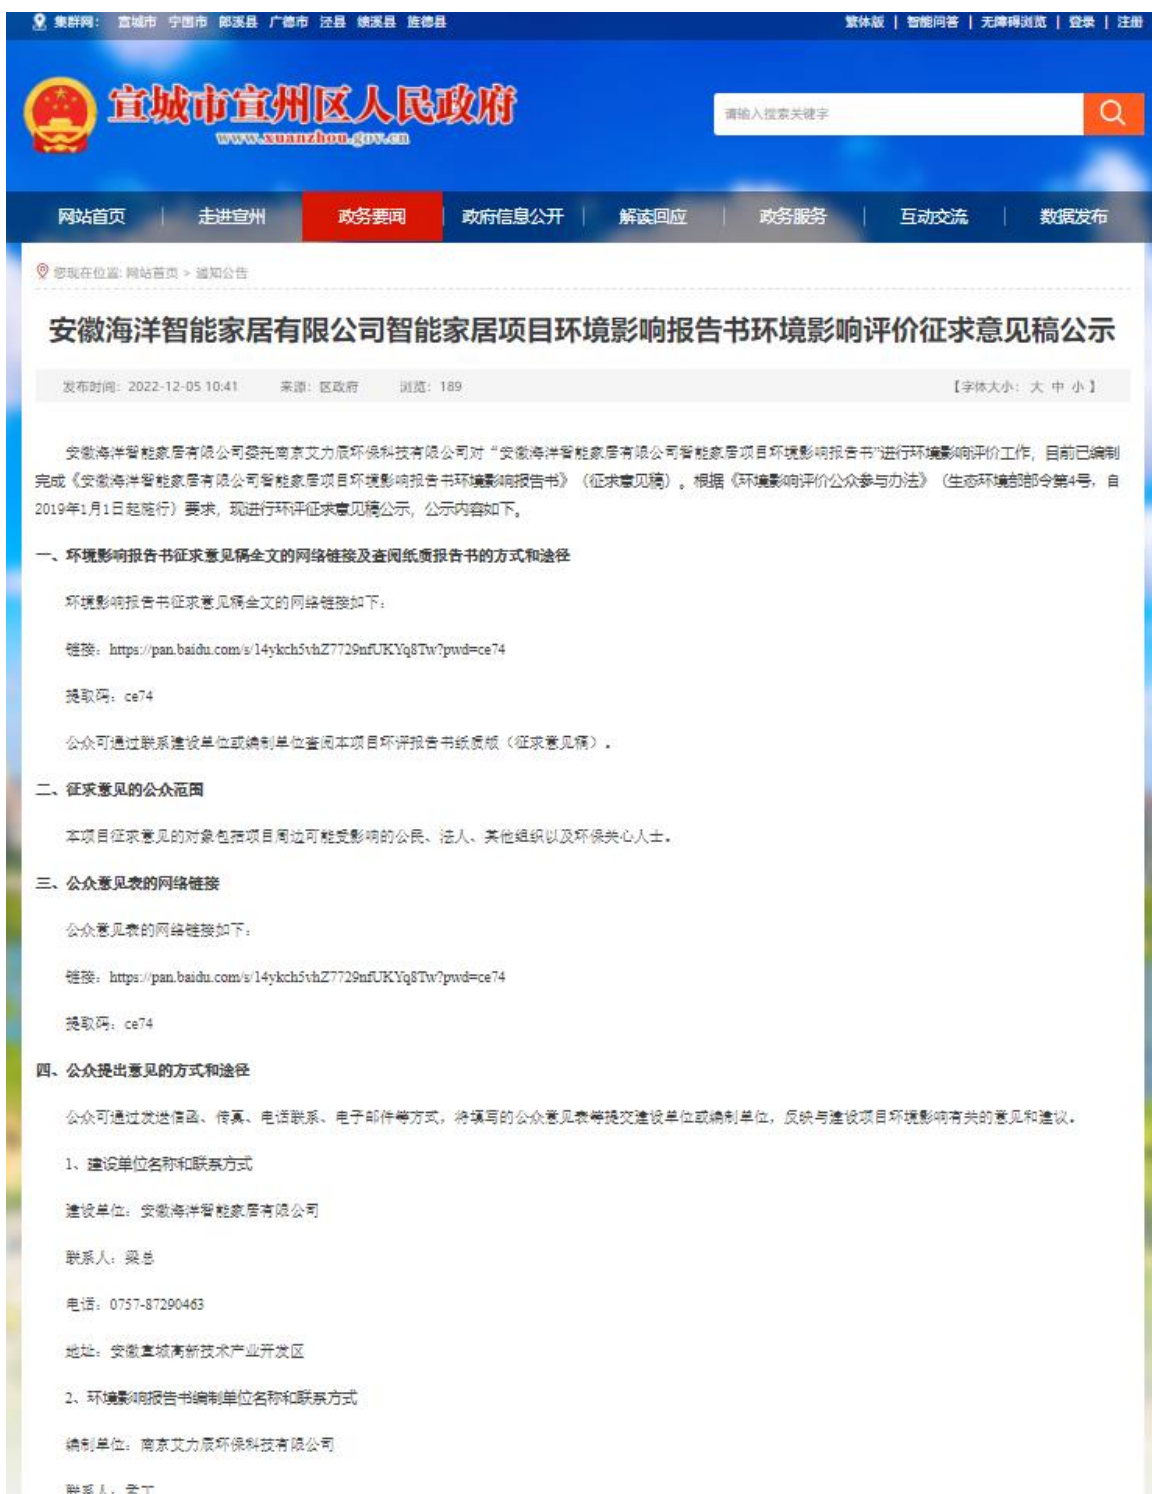 集群网： 宣城市 宁国市 郎溪县 广德市 泾县 绩溪县 旌德县 繁体版 | 智能问答 | 无障碍浏览 | 登录 | 注册
宣城市宣州区人民政府
www.xuanzhou.gov.cn
请输入搜索关键字
网站首页 | 走进宣州 政务要闻 政府信息公开 | 解读回应 | 政务服务 | 互动交流 | 数据发布
您现在位置: 网站首页 > 通知公告
安徽海洋智能家居有限公司智能家居项目环境影响报告书环境影响评价征求意见稿公示
发布时间：2022-12-05 10:41 来源：区政府 浏览：189 【字体大小：大 中 小】
安徽海洋智能家居有限公司委托南京艾力辰环保科技有限公司对“安徽海洋智能家居有限公司智能家居项目环境影响报告书”进行环境影响评价工作，目前已编制
完成《安徽海洋智能家居有限公司智能家居项目环境影响报告书环境影响报告书》（征求意见稿）。根据《环境影响评价公众参与办法》（生态环境部部令第4号，自
2019年1月1日起施行）要求，现进行环评征求意见稿公示，公示内容如下。
一、环境影响报告书征求意见稿全文的网络链接及查阅纸质报告书的方式和途径
环境影响报告书征求意见稿全文的网络链接如下：
链接：https://pan.baidu.com/s/14ykch5vhZ7729nfUKYq8Tw?pwd=ce74
提取码：ce74
公众可通过联系建设单位或编制单位查阅本项目环评报告书纸质版（征求意见稿）。
二、征求意见的公众范围
本项目征求意见的对象包括项目周边可能受影响的公民、法人、其他组织以及环保关心人士。
三、公众意见表的网络链接
公众意见表的网络链接如下：
链接：https://pan.baidu.com/s/14ykch5vhZ7729nfUKYq8Tw?pwd=ce74
提取码：ce74
四、公众提出意见的方式和途径
公众可通过发送信函、传真、电话联系、电子邮件等方式，将填写的公众意见表等提交建设单位或编制单位，反映与建设项目环境影响有关的意见和建议。
1、建设单位名称和联系方式
建设单位：安徽海洋智能家居有限公司
联系人：梁总
电话：0757-87290463
地址：安徽宣城高新技术产业开发区
2、环境影响报告书编制单位名称和联系方式
编制单位：南京艾力辰环保科技有限公司
联系人：